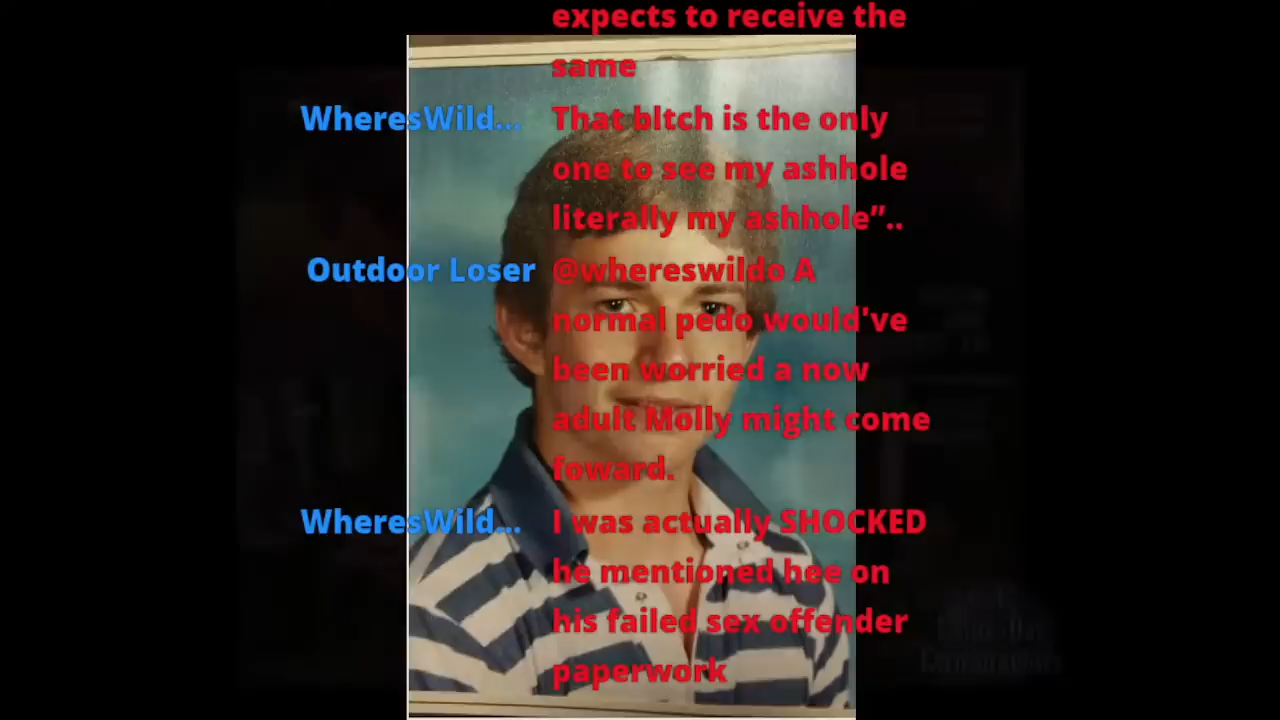 expects to receive the
same
WheresWild... That bltch is the only
one to see my ashhole
literally my ashhole”..
Outdoor Loser @whereswildo A
normal pedo would've
been worried a now
adult Molly might come
foward.
WheresWild... I was actually SHOCKED
he mentioned hee on
his failed sex offender
paperwork